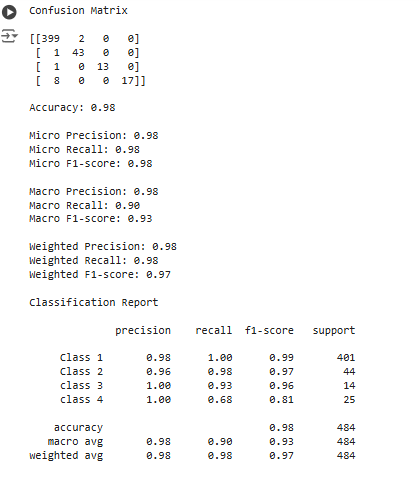 Confusion Matrix
[[399 2 0 0]
[ 1 43 0 0]
[ 1 0 13 0]
[ 8 0 0 17]]
Accuracy: 0.98
Micro Precision: 0.98
Micro Recall: 0.98
Micro F1-score: 0.98
Macro Precision: 0.98
Macro Recall: 0.90
Macro F1-score: 0.93
Weighted Precision: 0.98
Weighted Recall: 0.98
Weighted F1-score: 0.97
Classification Report
precision recall f1-score support
Class 1 0.98 1.00 0.99 401
Class 2 0.96 0.98 0.97 44
class 3 1.00 0.93 0.96 14
class 4 1.00 0.68 0.81 25
accuracy 0.98 484
macro avg 0.98 0.90 0.93 484
weighted avg 0.98 0.98 0.97 484